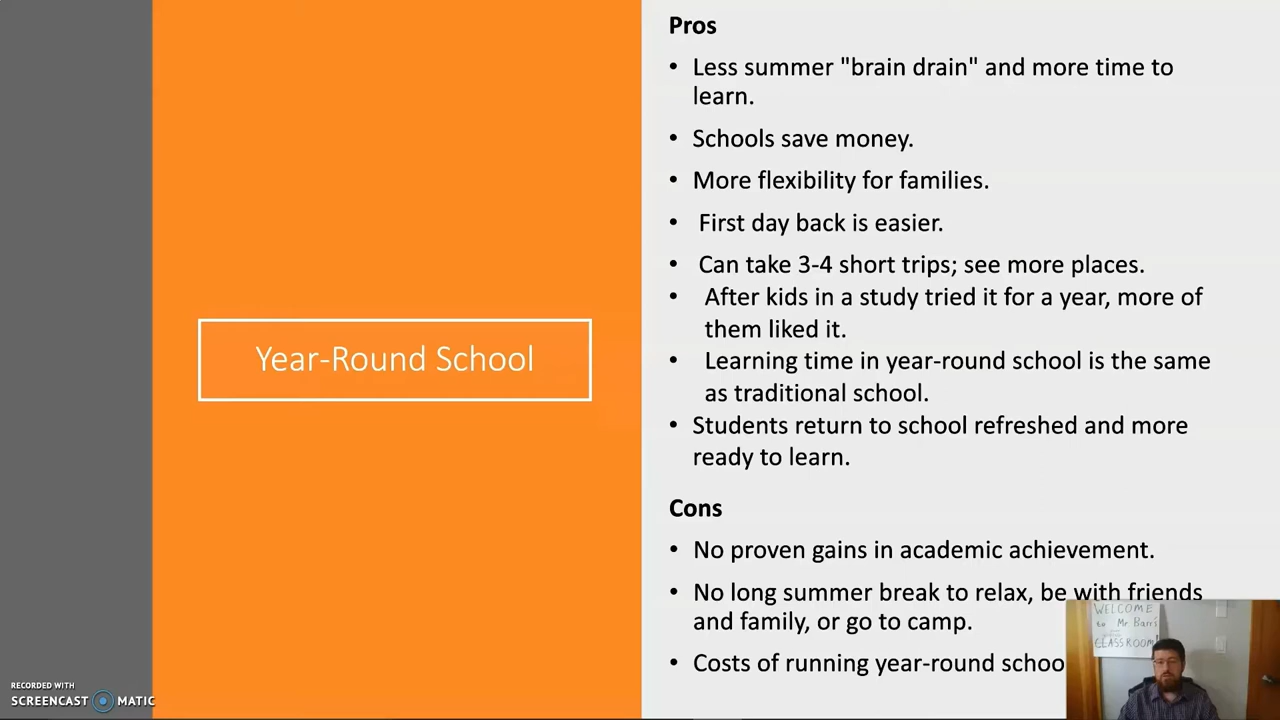 Pros
• Less summer "brain drain" and more time to
learn.
• Schools save money.
• More flexibility for families.
• First day back is easier.
• Can take 3-4 short trips; see more places.
• After kids in a study tried it for a year, more of
them liked it.
• Learning time in year-round school is the same
as traditional school.
• Students return to school refreshed and more
ready to learn.
Year-Round School
Cons
• No proven gains in academic achievement.
• No long summer break to relax, be with friends
and family, or go to camp.
• Costs of running year-round schoo
WELCOME
to Mr. Barr's
CLASSROOM!
RECORDED WITH
SCREENCAST MATIC